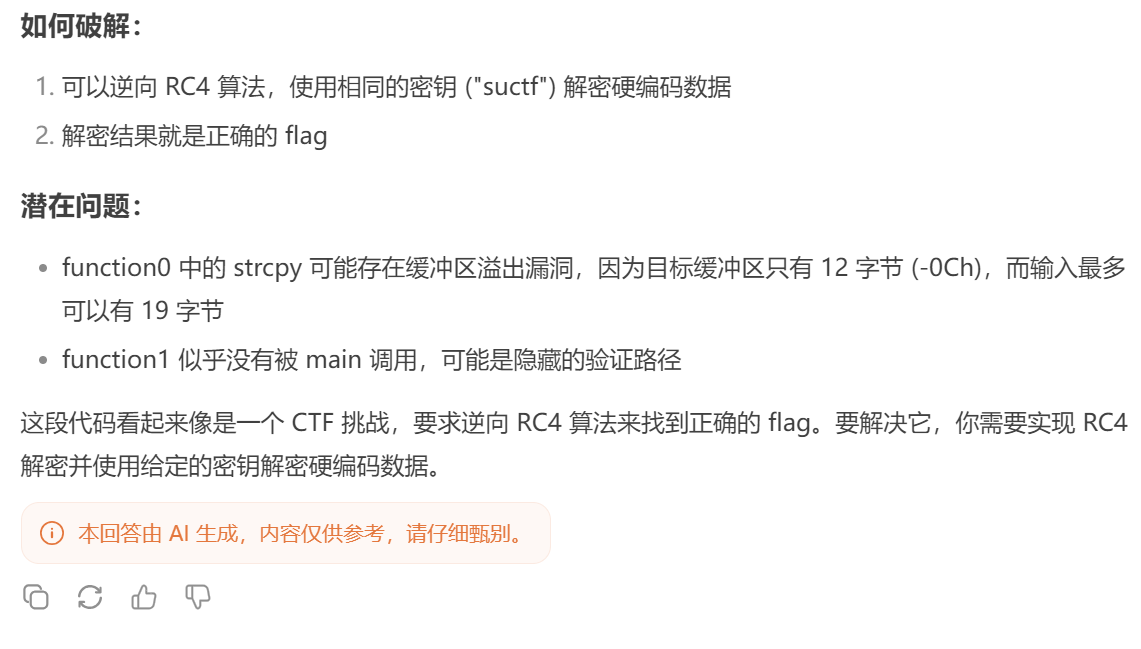 如何破解：
1. 可以逆向 RC4 算法，使用相同的密钥 ("suctf") 解密硬编码数据
2. 解密结果就是正确的 flag
潜在问题：
• function0 中的 strcpy 可能存在缓冲区溢出漏洞，因为目标缓冲区只有 12 字节 (-0Ch)，而输入最多
可以有 19 字节
• function1 似乎没有被 main 调用，可能是隐藏的验证路径
这段代码看起来像是一个 CTF 挑战，要求逆向 RC4 算法来找到正确的 flag。要解决它，你需要实现 RC4
解密并使用给定的密钥解密硬编码数据。
本回答由 AI 生成，内容仅供参考，请仔细甄别。